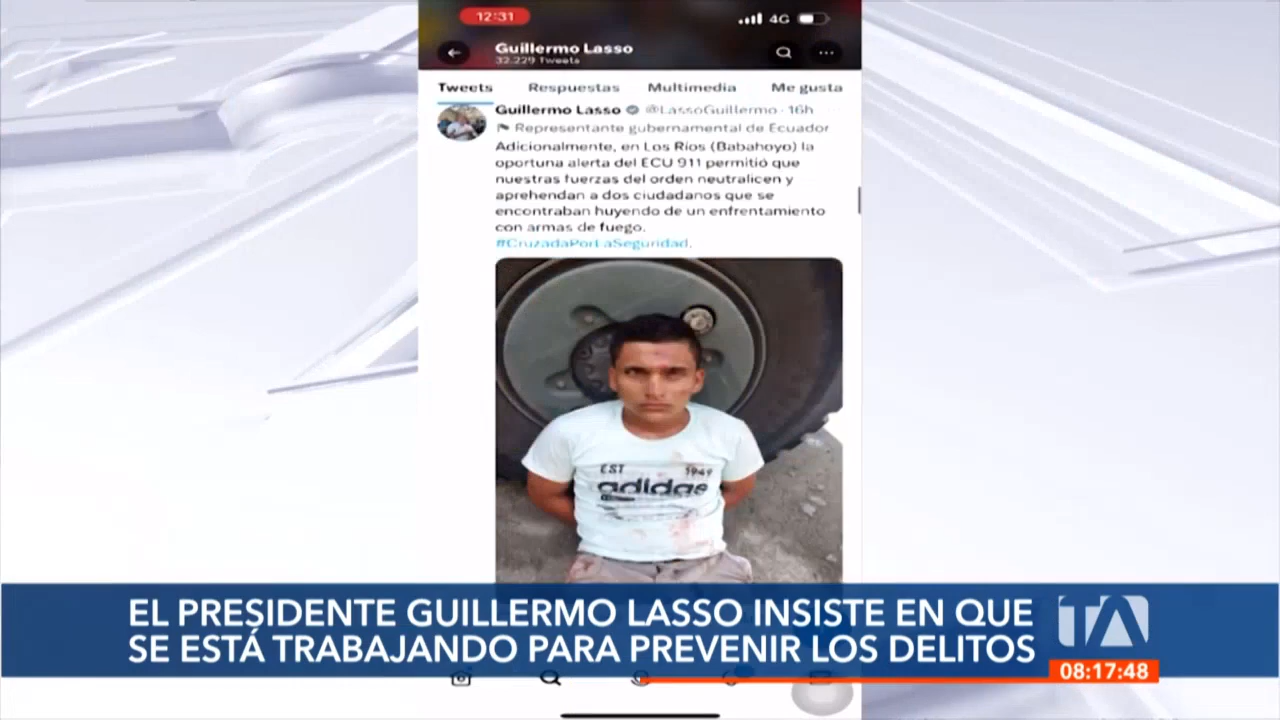 12:31
4G
Guillermo Lasso
32.229 Tweets
Tweets Respuestas Multimedia Me gusta
Guillermo Lasso @LassoGuillermo · 16h
Representante gubernamental de Ecuador
Adicionalmente, en Los Ríos (Babahoyo) la
oportuna alerta del ECU 911 permitió que
nuestras fuerzas del orden neutralicen y
aprehendan a dos ciudadanos que se
encontraban huyendo de un enfrentamiento
con armas de fuego.
#CruzadaPorLaSeguridad.
EST 1949
adidas
EL PRESIDENTE GUILLERMO LASSO INSISTE EN QUE
SE ESTÁ TRABAJANDO PARA PREVENIR LOS DELITOS
TA
08:17:48